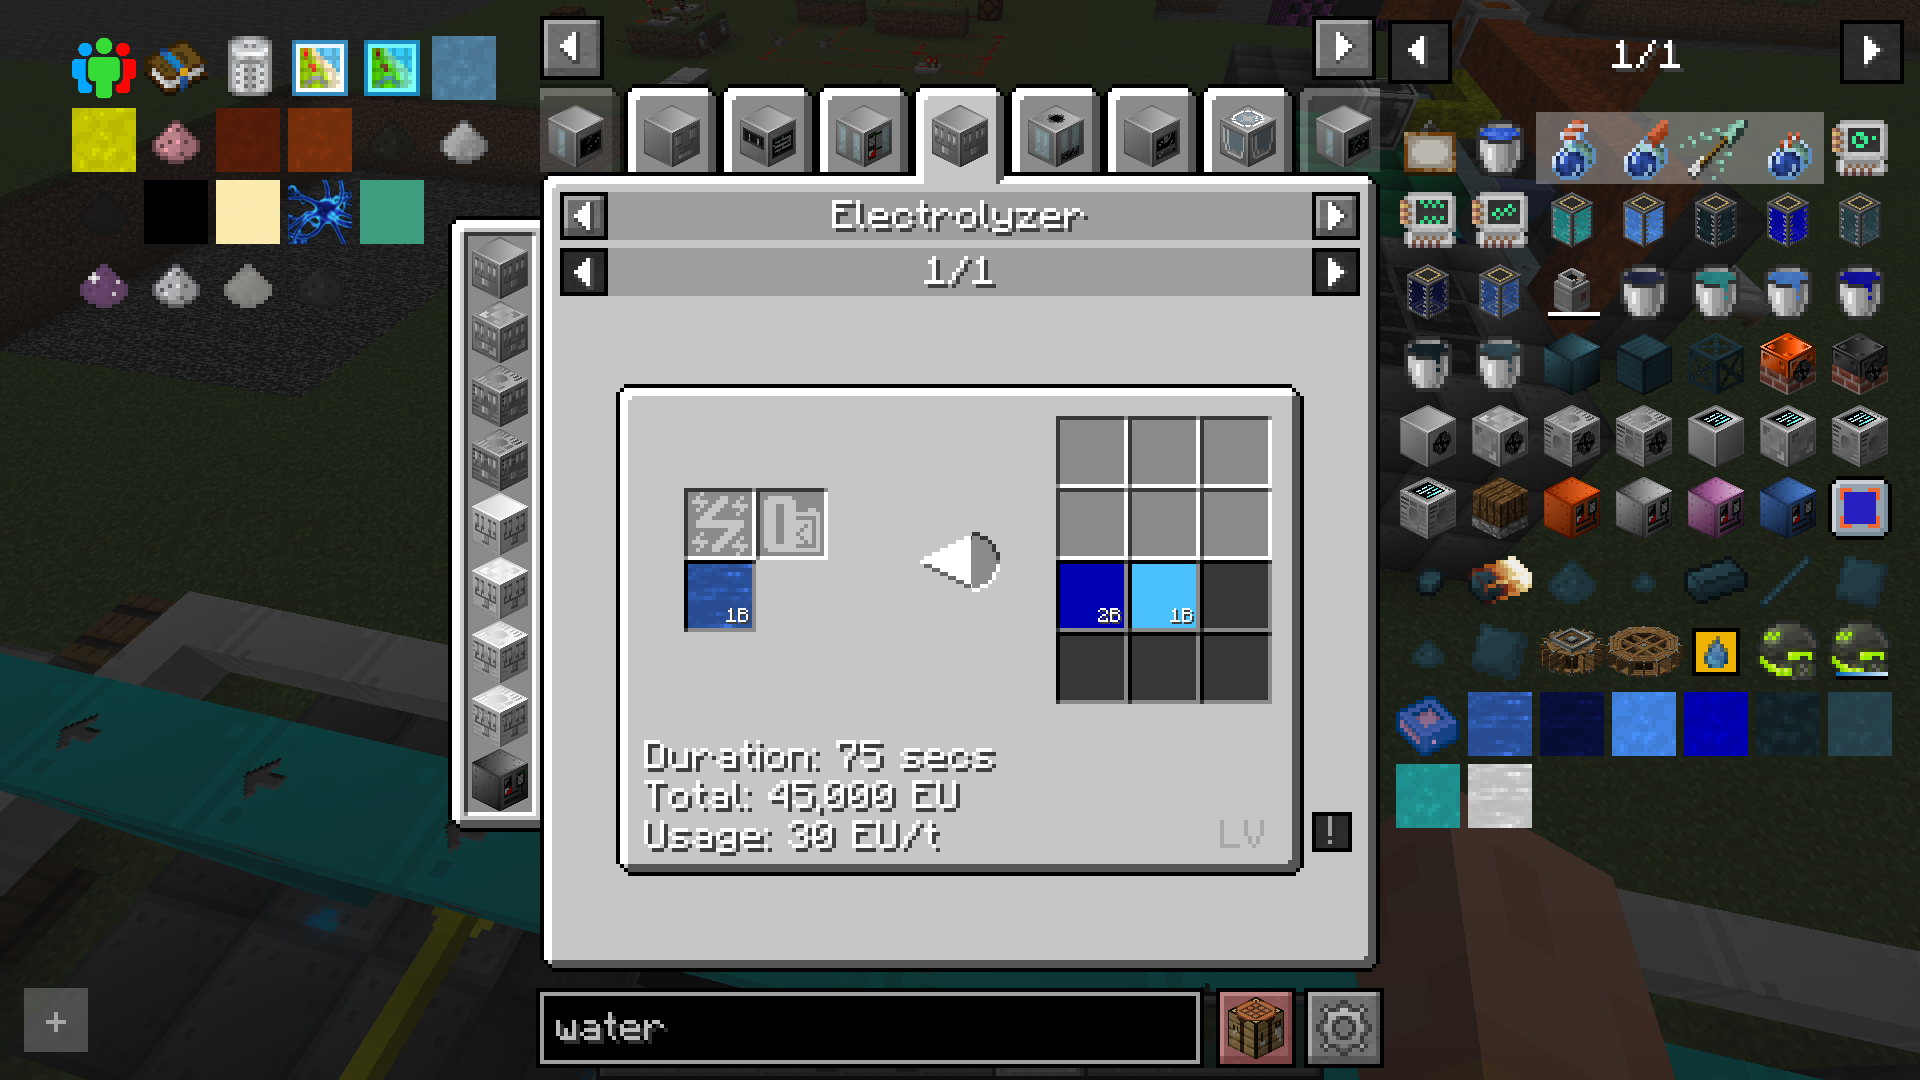 1/1
Electrolyzer
1/1
1B
2B
1B
Duration: 75 secs
Total: 45,000 EU
Usage: 30 EU/t
LV
!
water
+